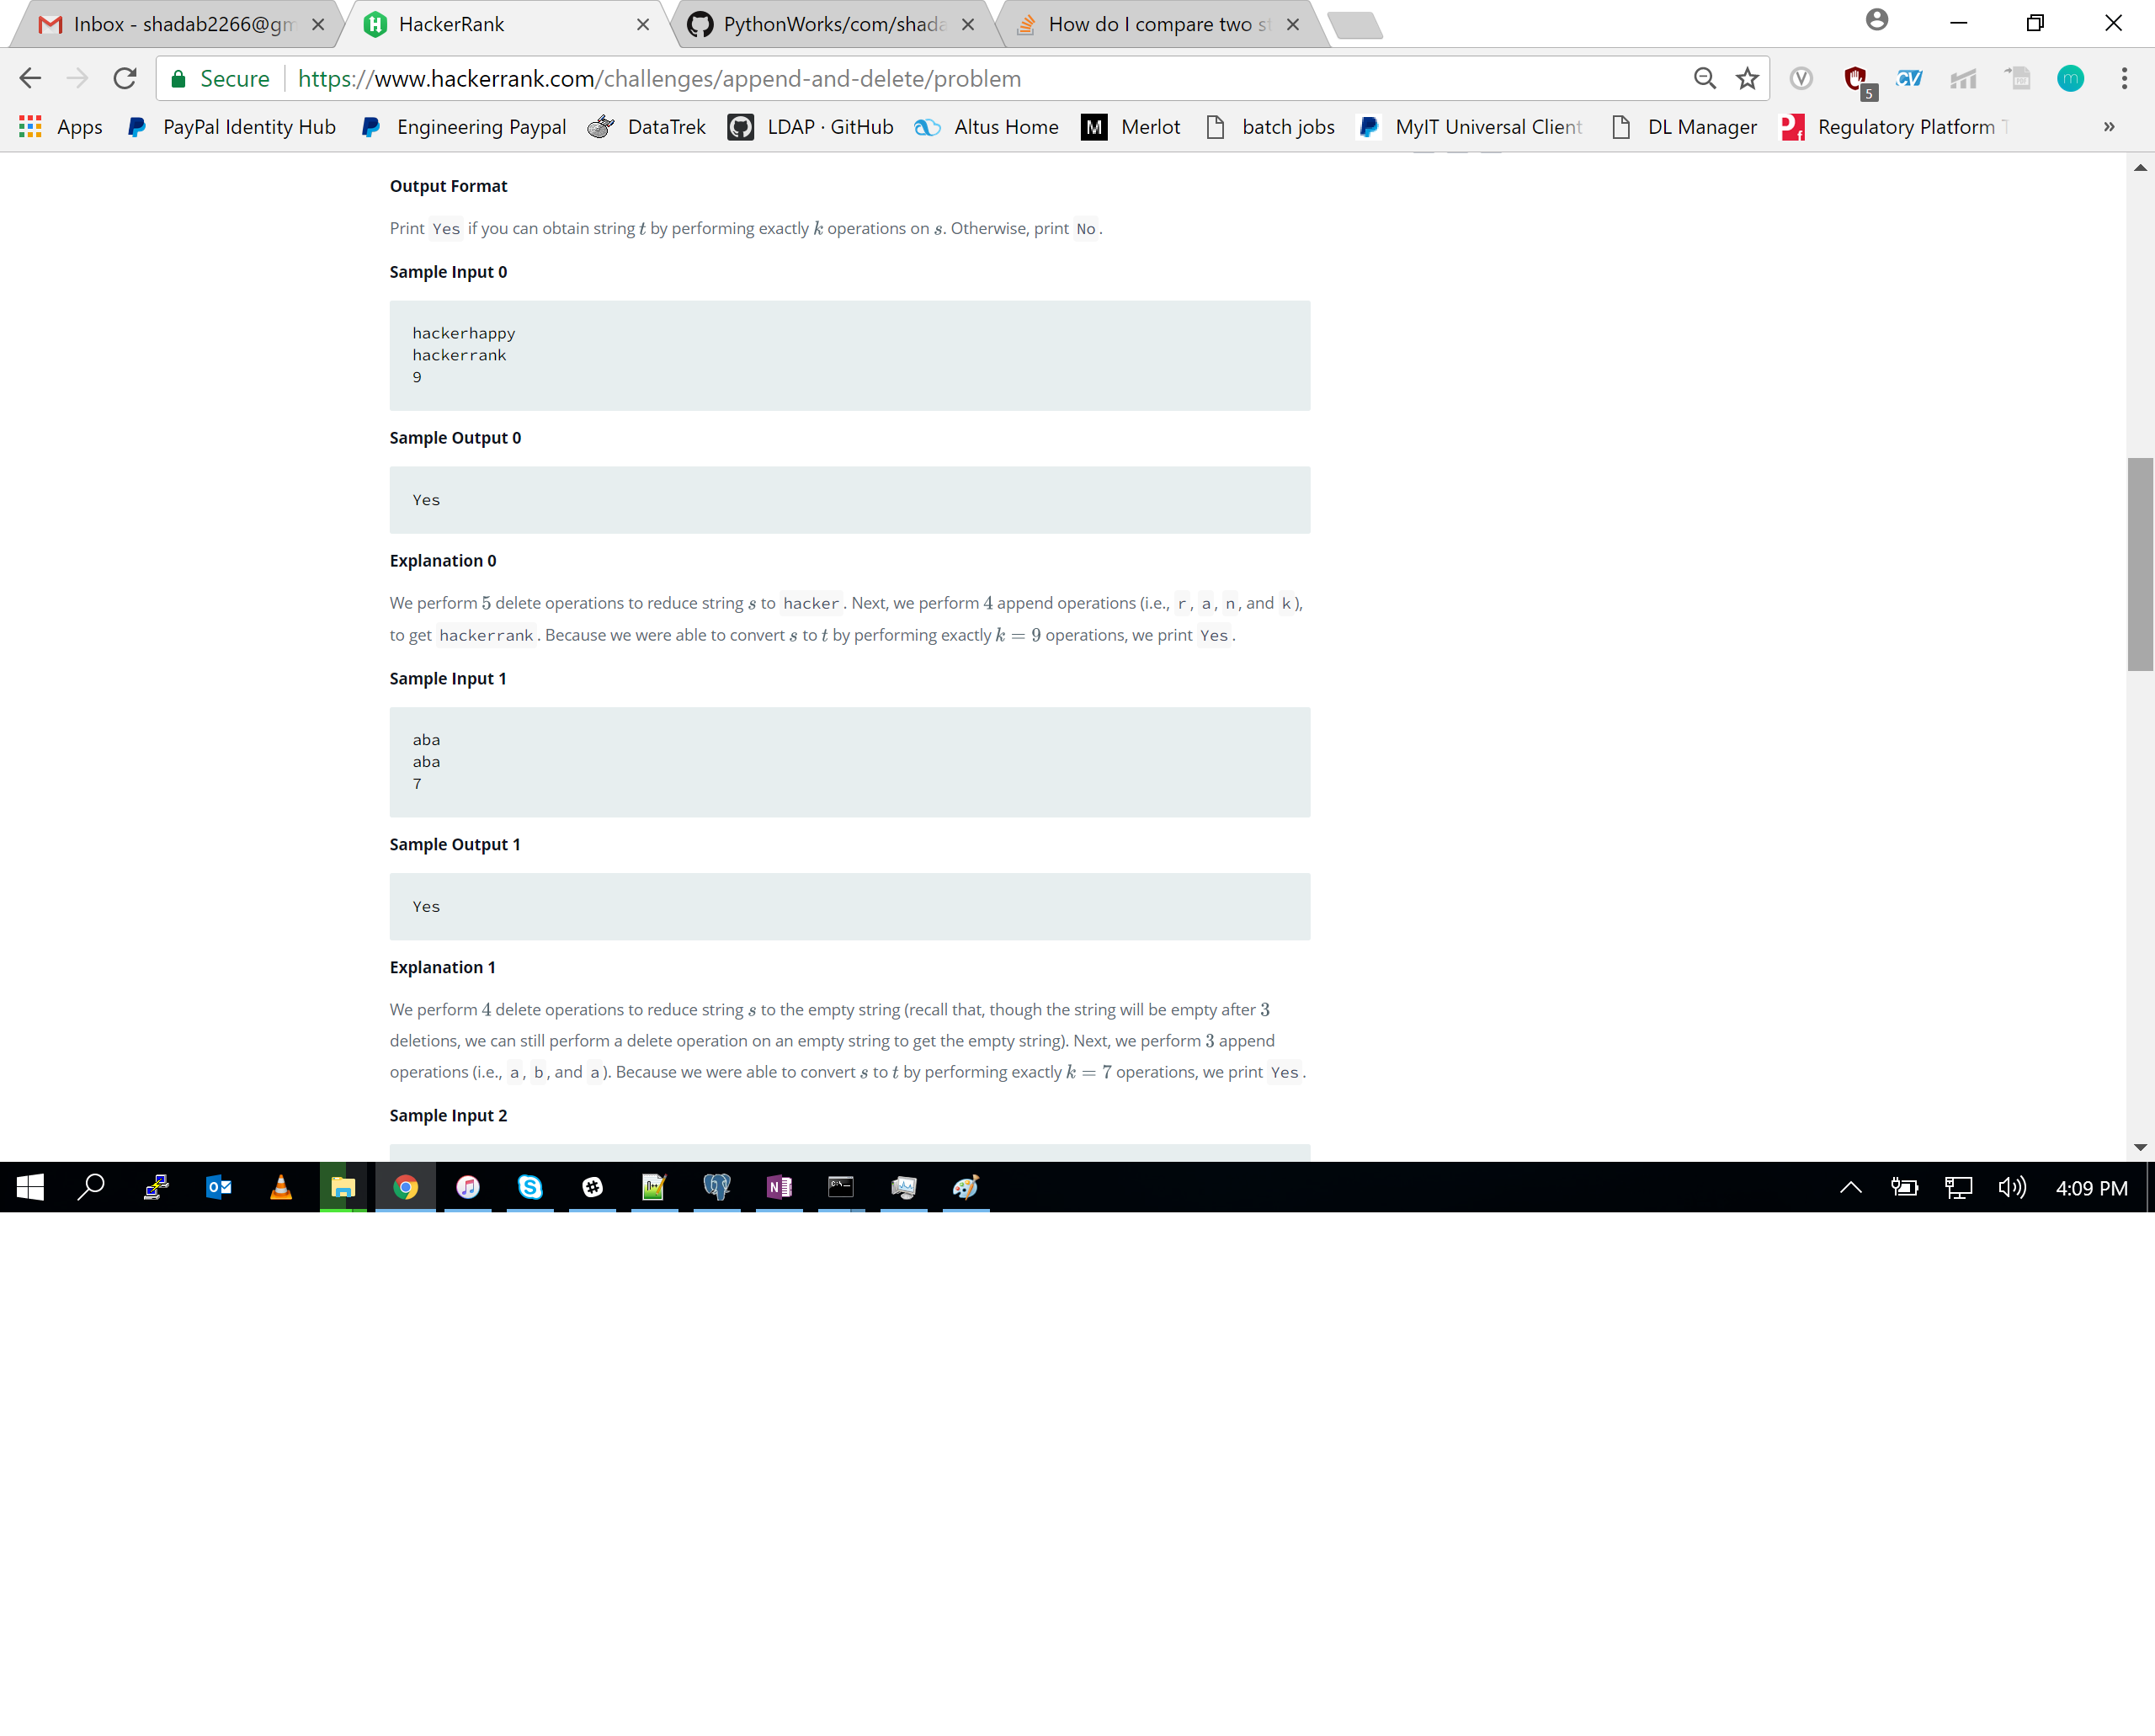 Inbox - shadab2266@gm
HackerRank
PythonWorks/com/shada
How do I compare two st
Secure
https://www.hackerrank.com/challenges/append-and-delete/problem
5
CV
m
Apps
PayPal Identity Hub
Engineering Paypal
DataTrek
LDAP · GitHub
Altus Home
M
Merlot
batch jobs
MyIT Universal Client
DL Manager
Regulatory Platform T
»
Output Format
Print Yes if you can obtain string t by performing exactly k operations on s. Otherwise, print No.
Sample Input 0
hackerhappy
hackerrank
9
Sample Output 0
Yes
Explanation 0
We perform 5 delete operations to reduce string s to hacker. Next, we perform 4 append operations (i.e., r, a, n, and k),
to get hackerrank. Because we were able to convert s to t by performing exactly k = 9 operations, we print Yes.
Sample Input 1
aba
aba
7
Sample Output 1
Yes
Explanation 1
We perform 4 delete operations to reduce string s to the empty string (recall that, though the string will be empty after 3
deletions, we can still perform a delete operation on an empty string to get the empty string). Next, we perform 3 append
operations (i.e., a, b, and a). Because we were able to convert s to t by performing exactly k = 7 operations, we print Yes.
Sample Input 2
4:09 PM